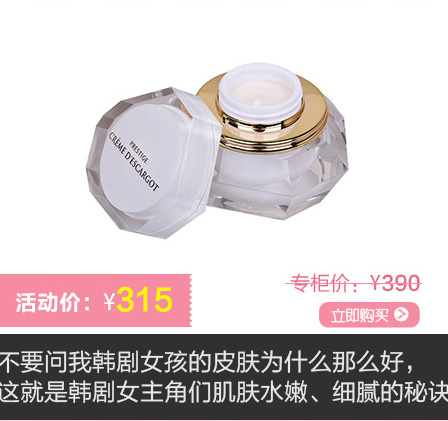 PRESTIGE
CRÈME D'ESCARGOT
专柜价：¥390
活动价：¥315
立即购买
不要问我韩剧女孩的皮肤为什么那么好，
这就是韩剧女主角们肌肤水嫩、细腻的秘诀